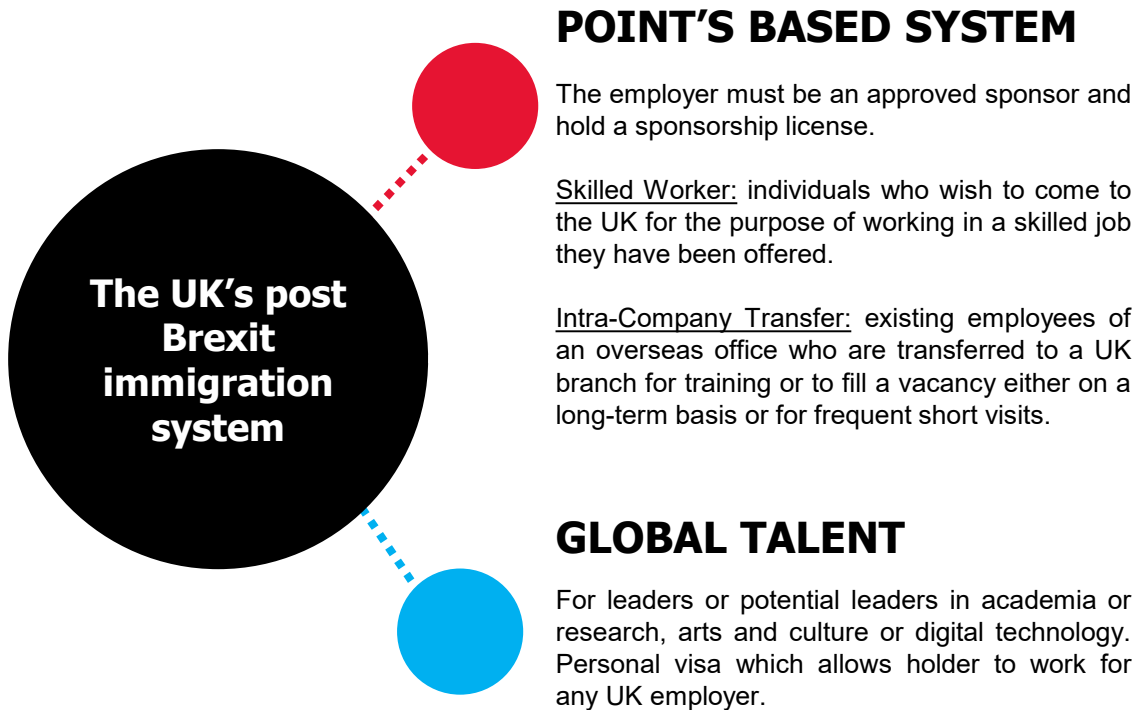 The UK’s post
Brexit
immigration
system
POINT’S BASED SYSTEM
The employer must be an approved sponsor and
hold a sponsorship license.
Skilled Worker: individuals who wish to come to
the UK for the purpose of working in a skilled job
they have been offered.
Intra-Company Transfer: existing employees of
an overseas office who are transferred to a UK
branch for training or to fill a vacancy either on a
long-term basis or for frequent short visits.
GLOBAL TALENT
For leaders or potential leaders in academia or
research, arts and culture or digital technology.
Personal visa which allows holder to work for
any UK employer.